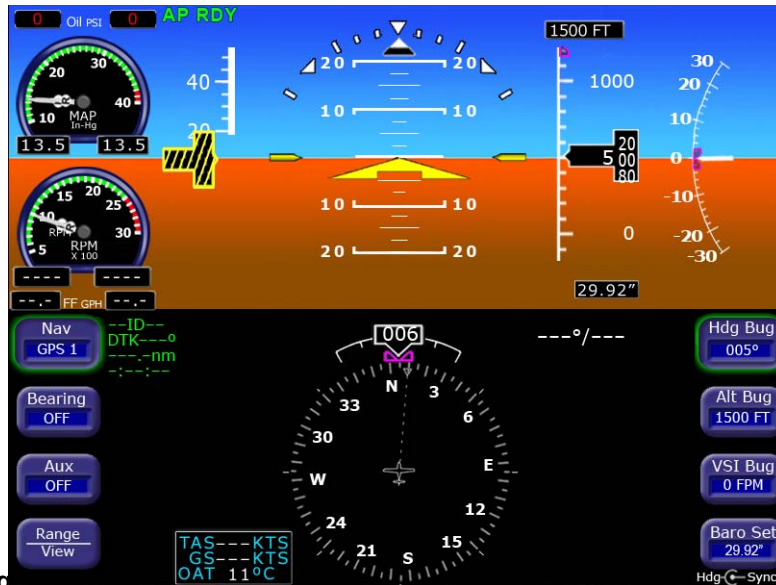 0 Oil PSI 0 AP RDY
1500 FT
10 20 30 40
MAP
In-Hg
13.5 13.5
40
20
20 20
10 10
10 10
20 20
1000
5 20 00 80
0
30
20
10
0
-10
-20
-30
5 10 15 20 25 30
RPM
RPM
X 100
---- ----
--.- FF GPH --.-
29.92"
Nav
GPS 1
--ID--
DTK---°
---.-nm
-:--:--
Bearing
OFF
Aux
OFF
Range
View
006
---°/---
N 3 6 E 12 15 S 21 24 W 30 33
TAS---KTS
GS---KTS
OAT 11°C
Hdg Bug
005°
Alt Bug
1500 FT
VSI Bug
0 FPM
Baro Set
29.92"
Hdg Sync